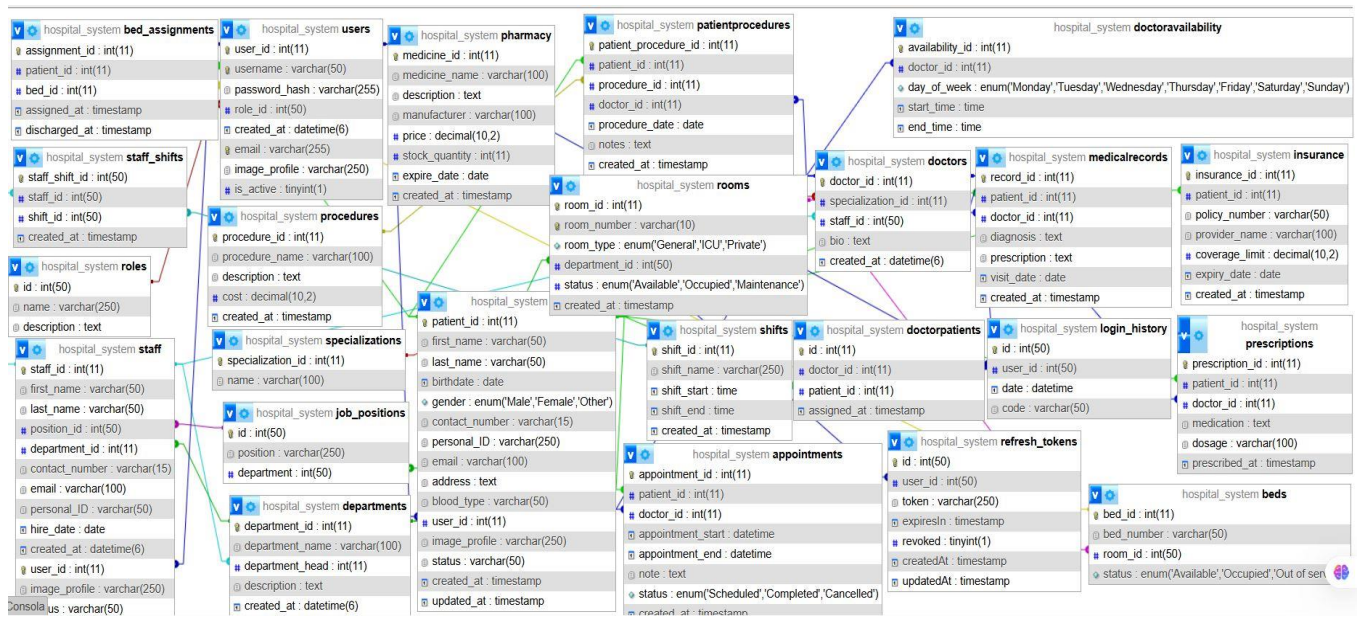 hospital_system bed_assignments
assignment_id : int(11)
patient_id : int(11)
bed_id : int(11)
assigned_at : timestamp
discharged_at : timestamp
hospital_system users
user_id : int(11)
username : varchar(50)
password_hash : varchar(255)
role_id : int(50)
created_at : datetime(6)
email : varchar(255)
image_profile : varchar(250)
is_active : tinyint(1)
hospital_system pharmacy
medicine_id : int(11)
medicine_name : varchar(100)
description : text
manufacturer : varchar(100)
price : decimal(10,2)
stock_quantity : int(11)
expire_date : date
created_at : timestamp
hospital_system patientprocedures
patient_procedure_id : int(11)
patient_id : int(11)
procedure_id : int(11)
doctor_id : int(11)
procedure_date : date
notes : text
created_at : timestamp
hospital_system doctoravailability
availability_id : int(11)
doctor_id : int(11)
day_of_week : enum('Monday','Tuesday','Wednesday','Thursday','Friday','Saturday','Sunday')
start_time : time
end_time : time
hospital_system staff_shifts
staff_shift_id : int(50)
staff_id : int(50)
shift_id : int(50)
created_at : timestamp
hospital_system procedures
procedure_id : int(11)
procedure_name : varchar(100)
description : text
cost : decimal(10,2)
created_at : timestamp
hospital_system rooms
room_id : int(11)
room_number : varchar(10)
room_type : enum('General','ICU','Private')
department_id : int(50)
status : enum('Available','Occupied','Maintenance')
created_at : timestamp
hospital_system doctors
doctor_id : int(11)
specialization_id : int(11)
staff_id : int(50)
bio : text
created_at : datetime(6)
hospital_system medicalrecords
record_id : int(11)
patient_id : int(11)
doctor_id : int(11)
diagnosis : text
prescription : text
visit_date : date
created_at : timestamp
hospital_system insurance
insurance_id : int(11)
patient_id : int(11)
policy_number : varchar(50)
provider_name : varchar(100)
coverage_limit : decimal(10,2)
expiry_date : date
created_at : timestamp
hospital_system roles
id : int(50)
name : varchar(250)
description : text
hospital_system staff
staff_id : int(11)
first_name : varchar(50)
last_name : varchar(50)
position_id : int(50)
department_id : int(11)
contact_number : varchar(15)
email : varchar(100)
personal_ID : varchar(50)
hire_date : date
created_at : datetime(6)
user_id : int(11)
image_profile : varchar(250)
Consola
us : varchar(50)
hospital_system specializations
specialization_id : int(11)
name : varchar(100)
hospital_system job_positions
id : int(50)
position : varchar(250)
department : int(50)
hospital_system departments
department_id : int(11)
department_name : varchar(100)
department_head : int(11)
description : text
created_at : datetime(6)
hospital_system
patient_id : int(11)
first_name : varchar(50)
last_name : varchar(50)
birthdate : date
gender : enum('Male','Female','Other')
contact_number : varchar(15)
personal_ID : varchar(250)
email : varchar(100)
address : text
blood_type : varchar(50)
user_id : int(11)
image_profile : varchar(250)
status : varchar(50)
created_at : timestamp
updated_at : timestamp
hospital_system shifts
shift_id : int(11)
shift_name : varchar(250)
shift_start : time
shift_end : time
created_at : timestamp
hospital_system doctorpatients
id : int(11)
doctor_id : int(11)
patient_id : int(11)
assigned_at : timestamp
hospital_system login_history
id : int(50)
user_id : int(50)
date : datetime
code : varchar(50)
hospital_system
prescriptions
prescription_id : int(11)
patient_id : int(11)
doctor_id : int(11)
medication : text
dosage : varchar(100)
prescribed_at : timestamp
hospital_system appointments
appointment_id : int(11)
patient_id : int(11)
doctor_id : int(11)
appointment_start : datetime
appointment_end : datetime
note : text
status : enum('Scheduled','Completed','Cancelled')
created_at : timestamp
hospital_system refresh_tokens
id : int(50)
user_id : int(50)
token : varchar(250)
expiresIn : timestamp
revoked : tinyint(1)
createdAt : timestamp
updatedAt : timestamp
hospital_system beds
bed_id : int(11)
bed_number : varchar(50)
room_id : int(50)
status : enum('Available','Occupied','Out of ser